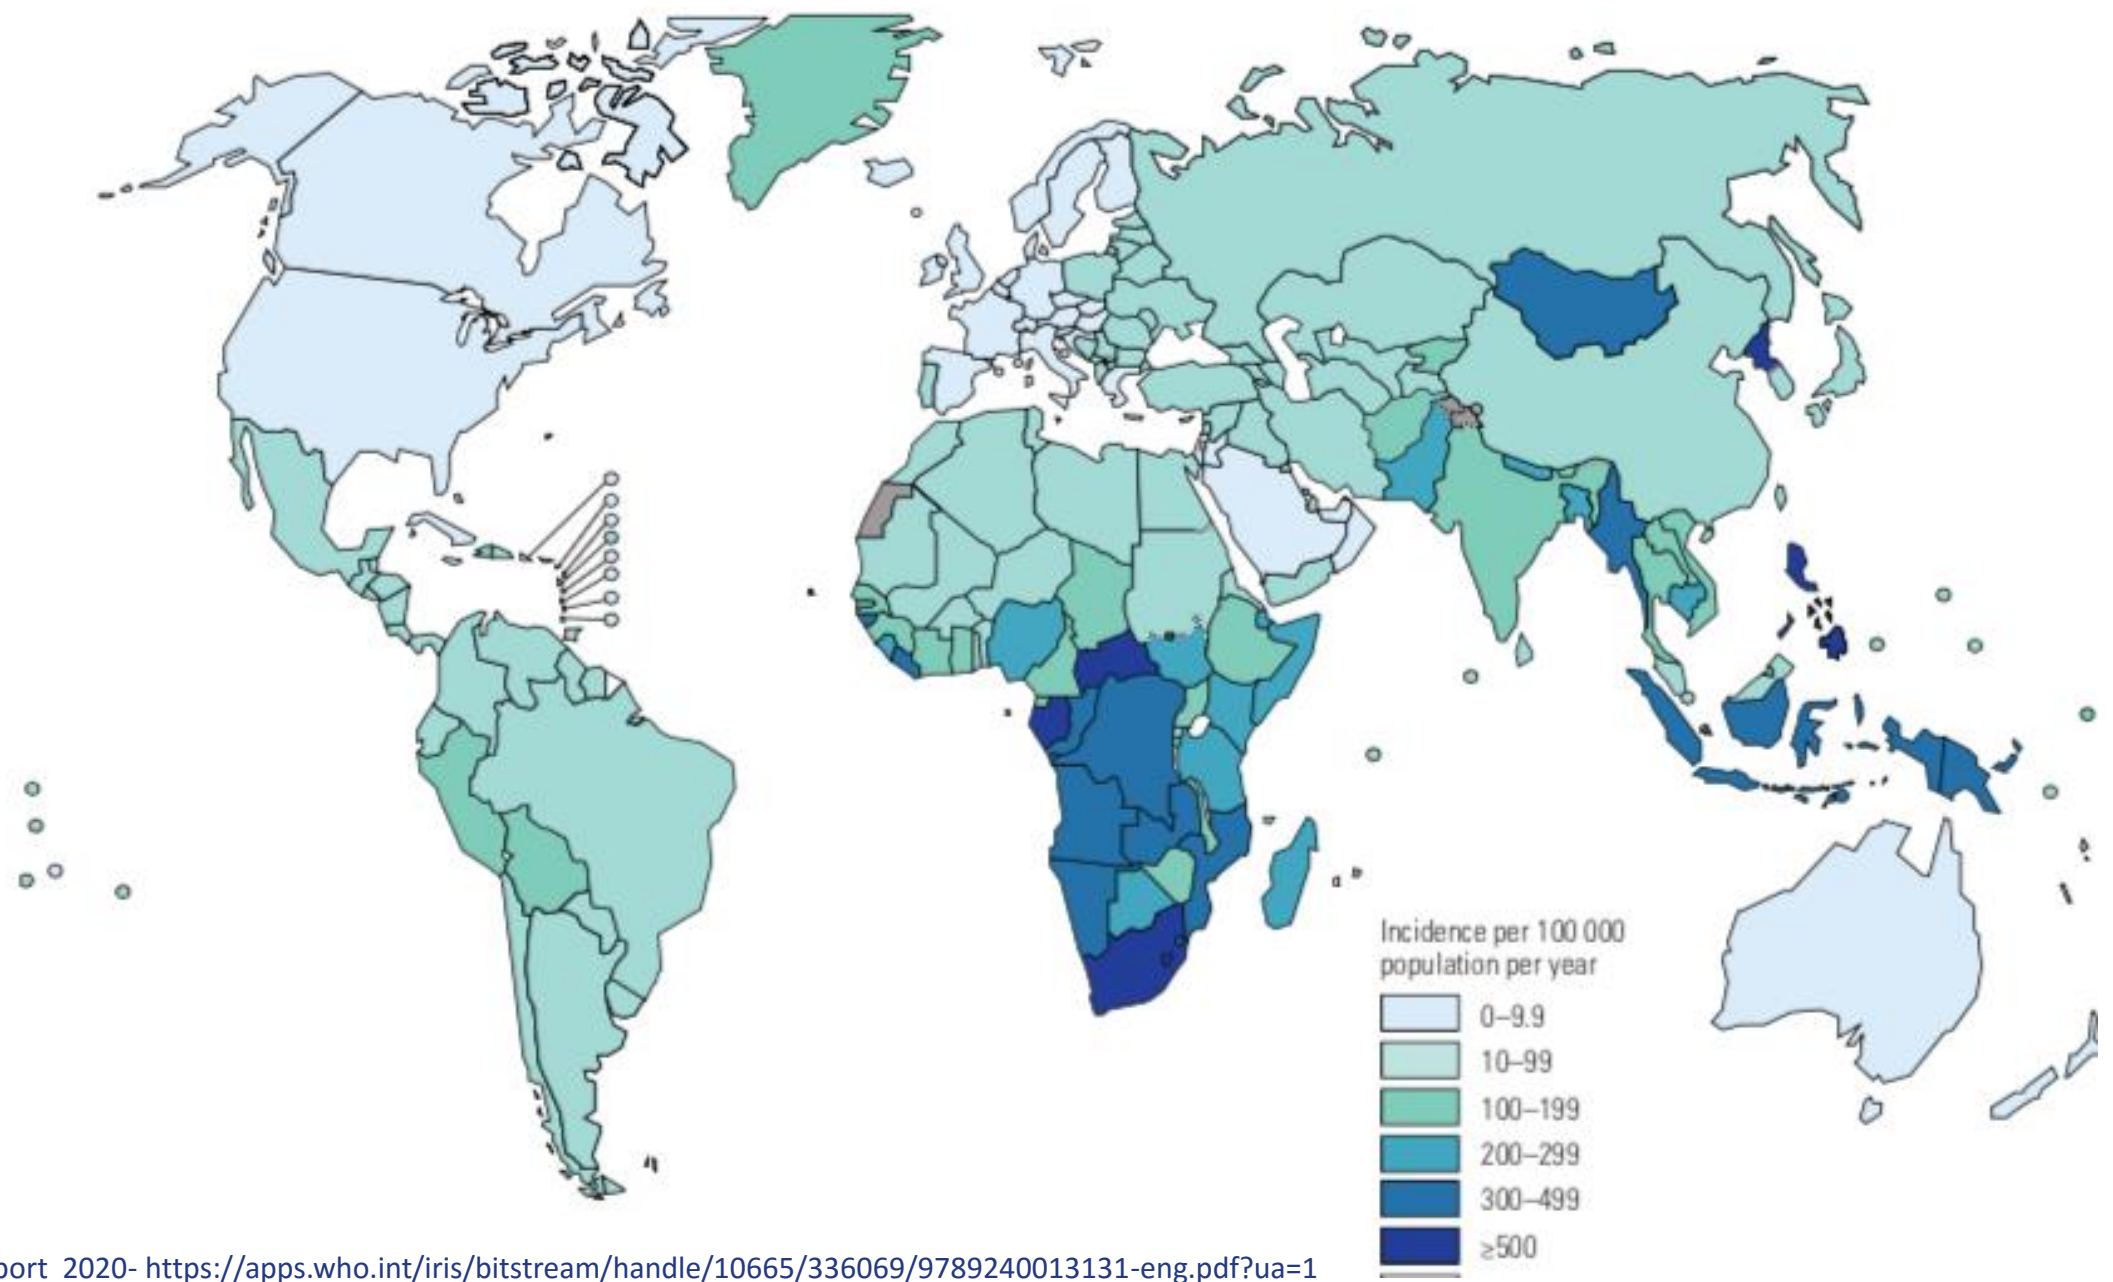 Incidence per 100 000
population per year
0–9.9
10–99
100–199
200–299
300–499
≥500
port 2020- https://apps.who.int/iris/bitstream/handle/10665/336069/9789240013131-eng.pdf?ua=1